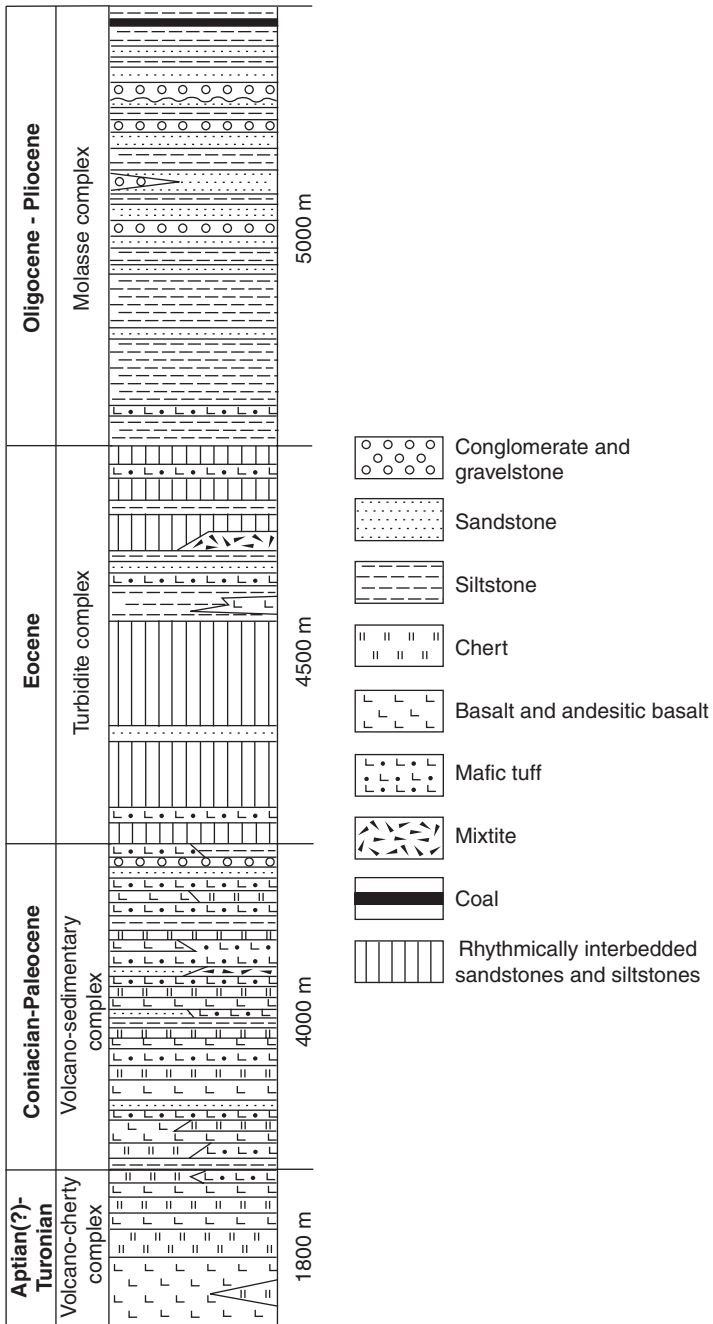 Oligocene - Pliocene
Molasse complex
5000 m
Eocene
Turbidite complex
4500 m
Coniacian-Paleocene
Volcano-sedimentary
complex
4000 m
Aptian(?)-
Turonian
Volcano-cherty
complex
1800 m
Conglomerate and
gravelstone
Sandstone
Siltstone
Chert
Basalt and andesitic basalt
Mafic tuff
Mixtite
Coal
Rhythmically interbedded
sandstones and siltstones